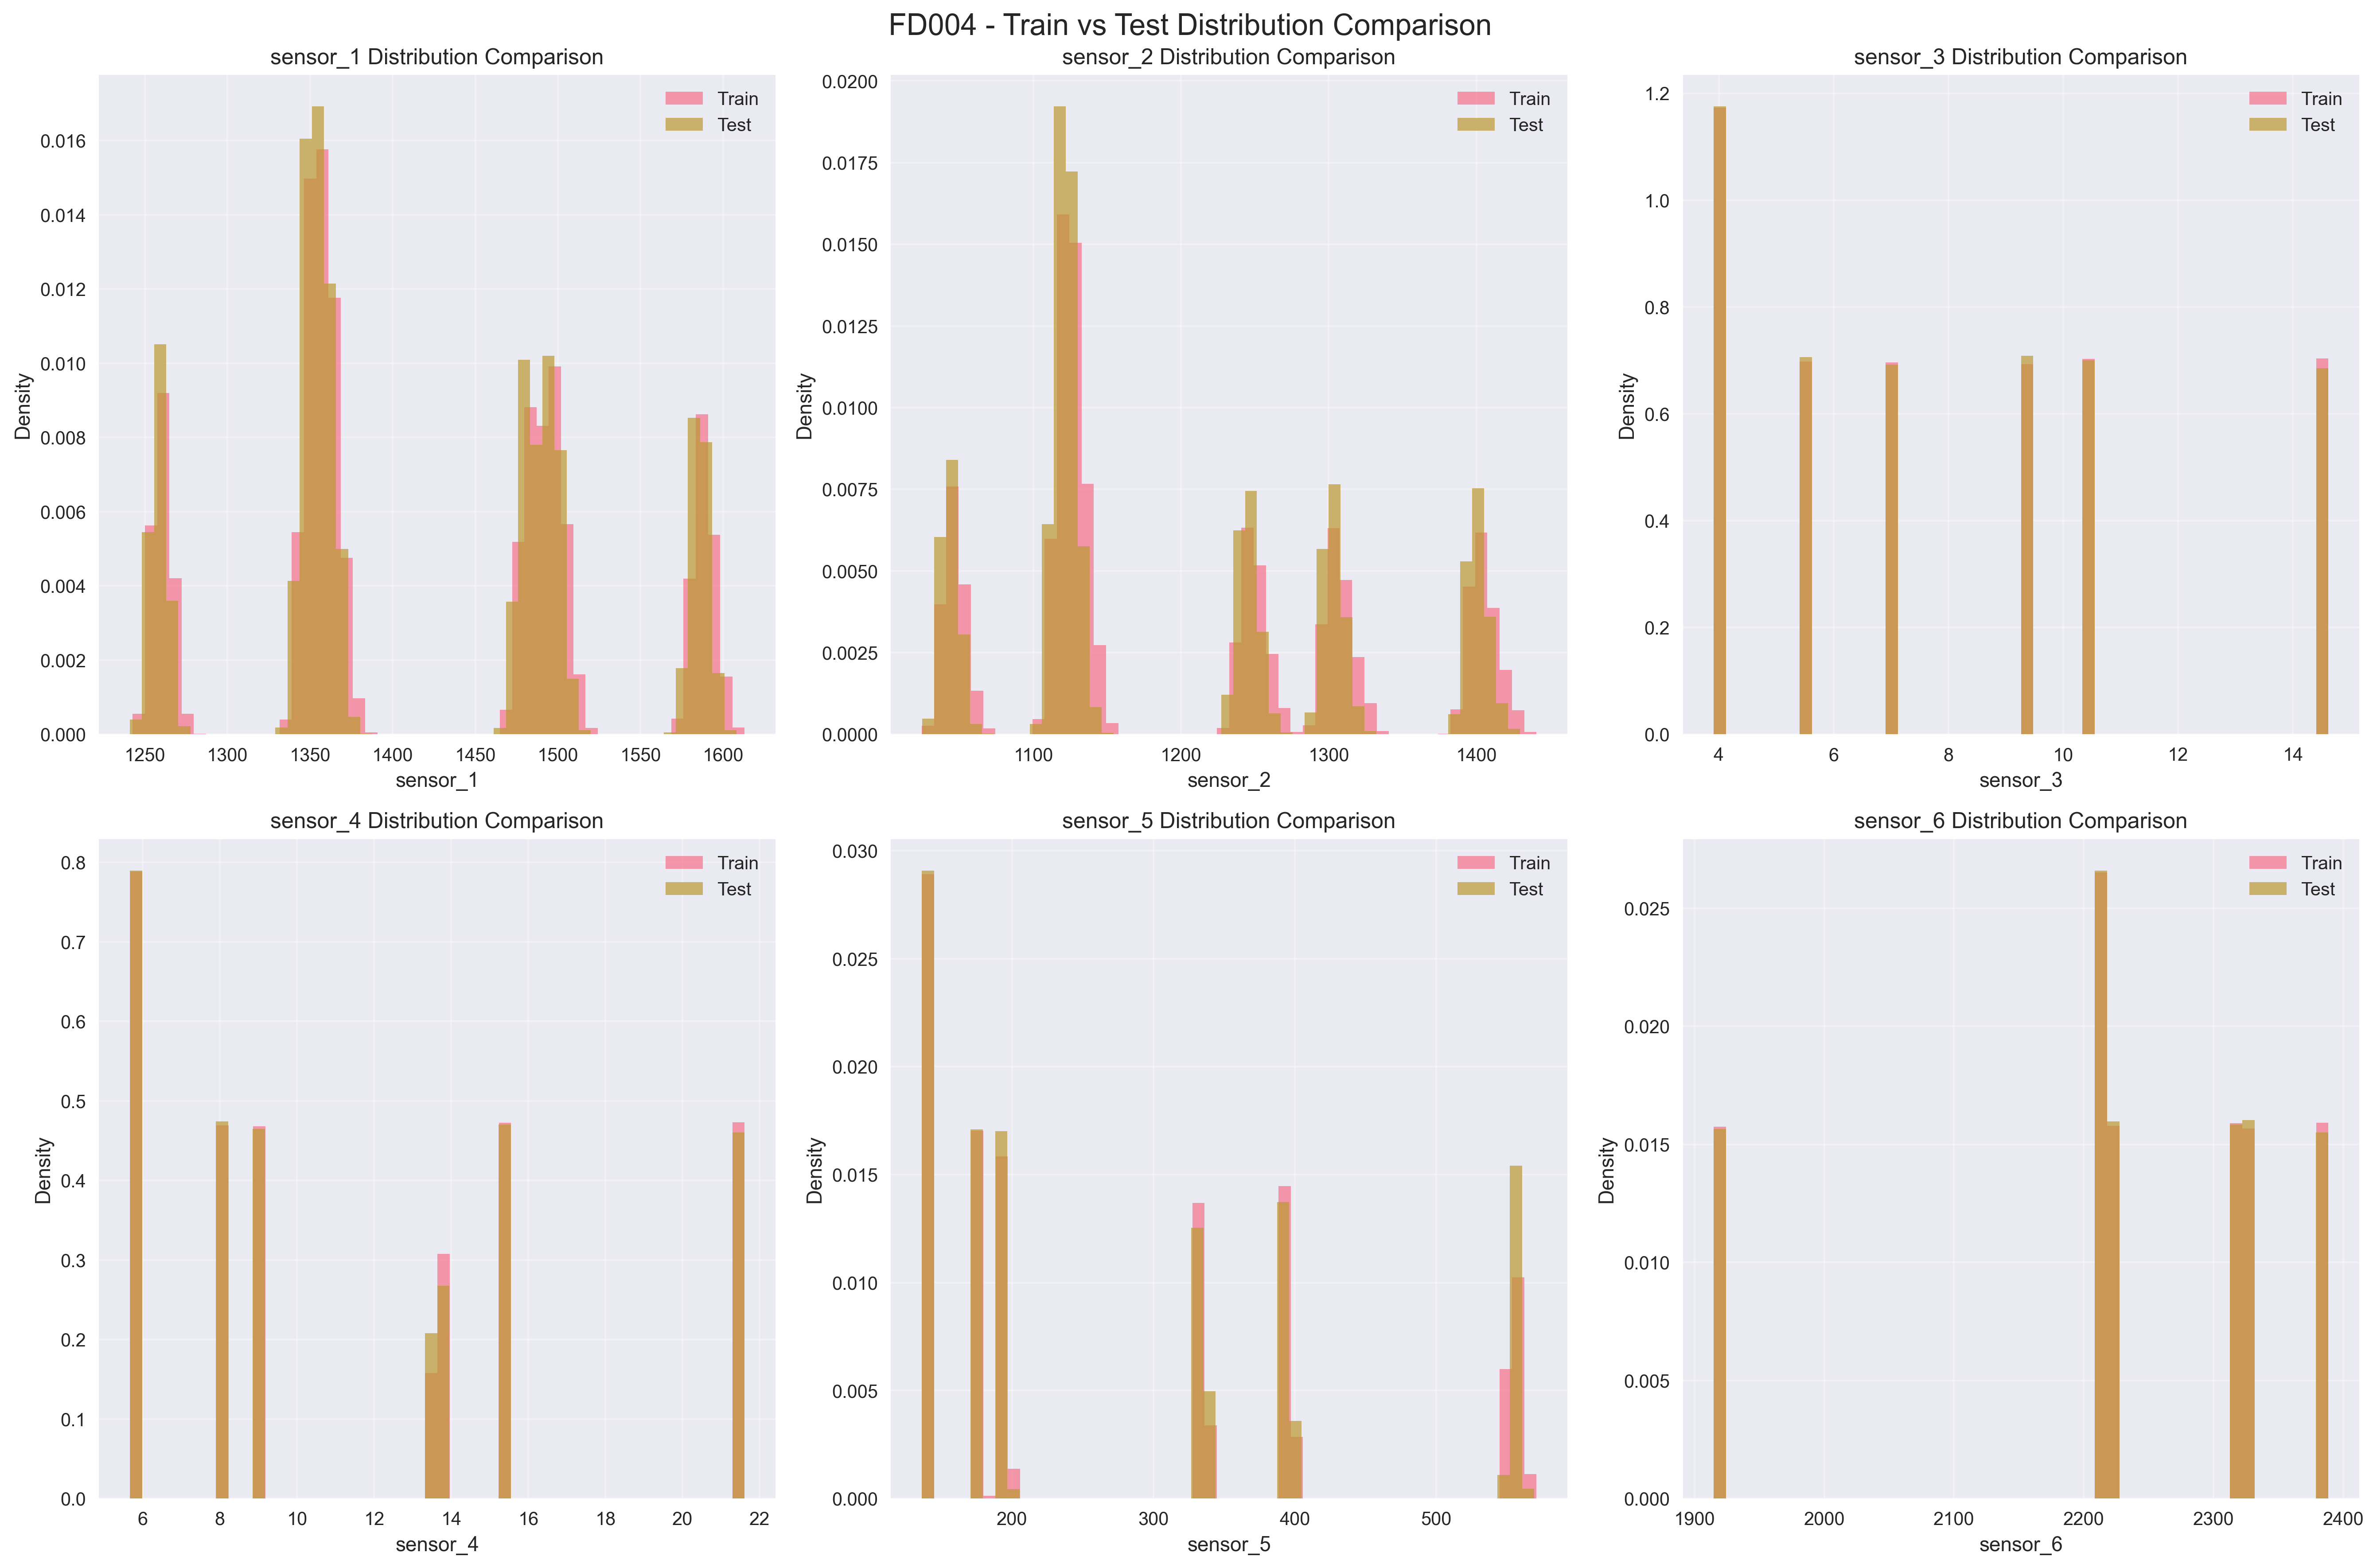 FD004 - Train vs Test Distribution Comparison
sensor_1 Distribution Comparison
Train
Test
0.016
0.014
0.012
0.010
0.008
0.006
0.004
0.002
0.000
Density
1250 1300 1350 1400 1450 1500 1550 1600
sensor_1
sensor_2 Distribution Comparison
Train
Test
0.0200
0.0175
0.0150
0.0125
0.0100
0.0075
0.0050
0.0025
0.0000
Density
1100 1200 1300 1400
sensor_2
sensor_3 Distribution Comparison
Train
Test
1.2
1.0
0.8
0.6
0.4
0.2
0.0
Density
4 6 8 10 12 14
sensor_3
sensor_4 Distribution Comparison
Train
Test
0.8
0.7
0.6
0.5
0.4
0.3
0.2
0.1
0.0
Density
6 8 10 12 14 16 18 20 22
sensor_4
sensor_5 Distribution Comparison
Train
Test
0.030
0.025
0.020
0.015
0.010
0.005
0.000
Density
200 300 400 500
sensor_5
sensor_6 Distribution Comparison
Train
Test
0.025
0.020
0.015
0.010
0.005
0.000
Density
1900 2000 2100 2200 2300 2400
sensor_6